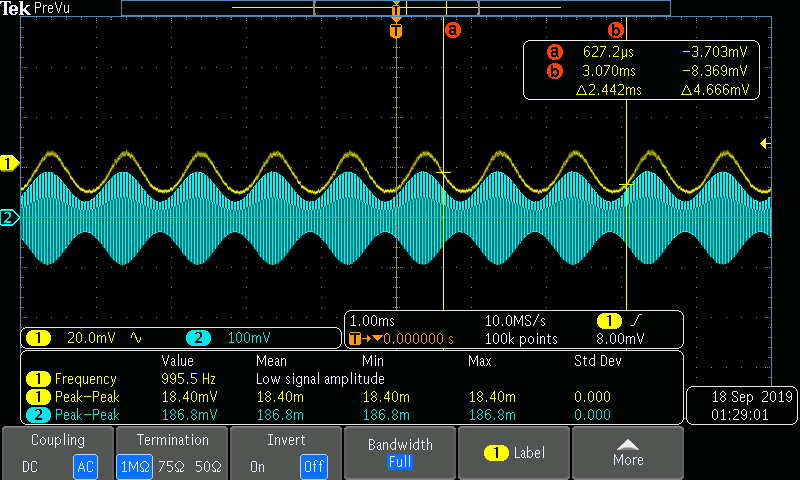 Tek PreVu
T
T
a
b
a 627.2µs −3.703mV
b 3.070ms −8.369mV
Δ2.442ms Δ4.666mV
1
2
1 20.0mV 2 100mV
1.00ms 10.0MS/s 1
T→▼0.000000 s 100k points 8.00mV
Value Mean Min Max Std Dev
1 Frequency 995.5 Hz Low signal amplitude
1 Peak–Peak 18.40mV 18.40m 18.40m 18.40m 0.000
2 Peak–Peak 186.8mV 186.8m 186.8m 186.8m 0.000
18 Sep 2019
01:29:01
Coupling
DC AC
Termination
1MΩ 75Ω 50Ω
Invert
On Off
Bandwidth
Full
1 Label
More